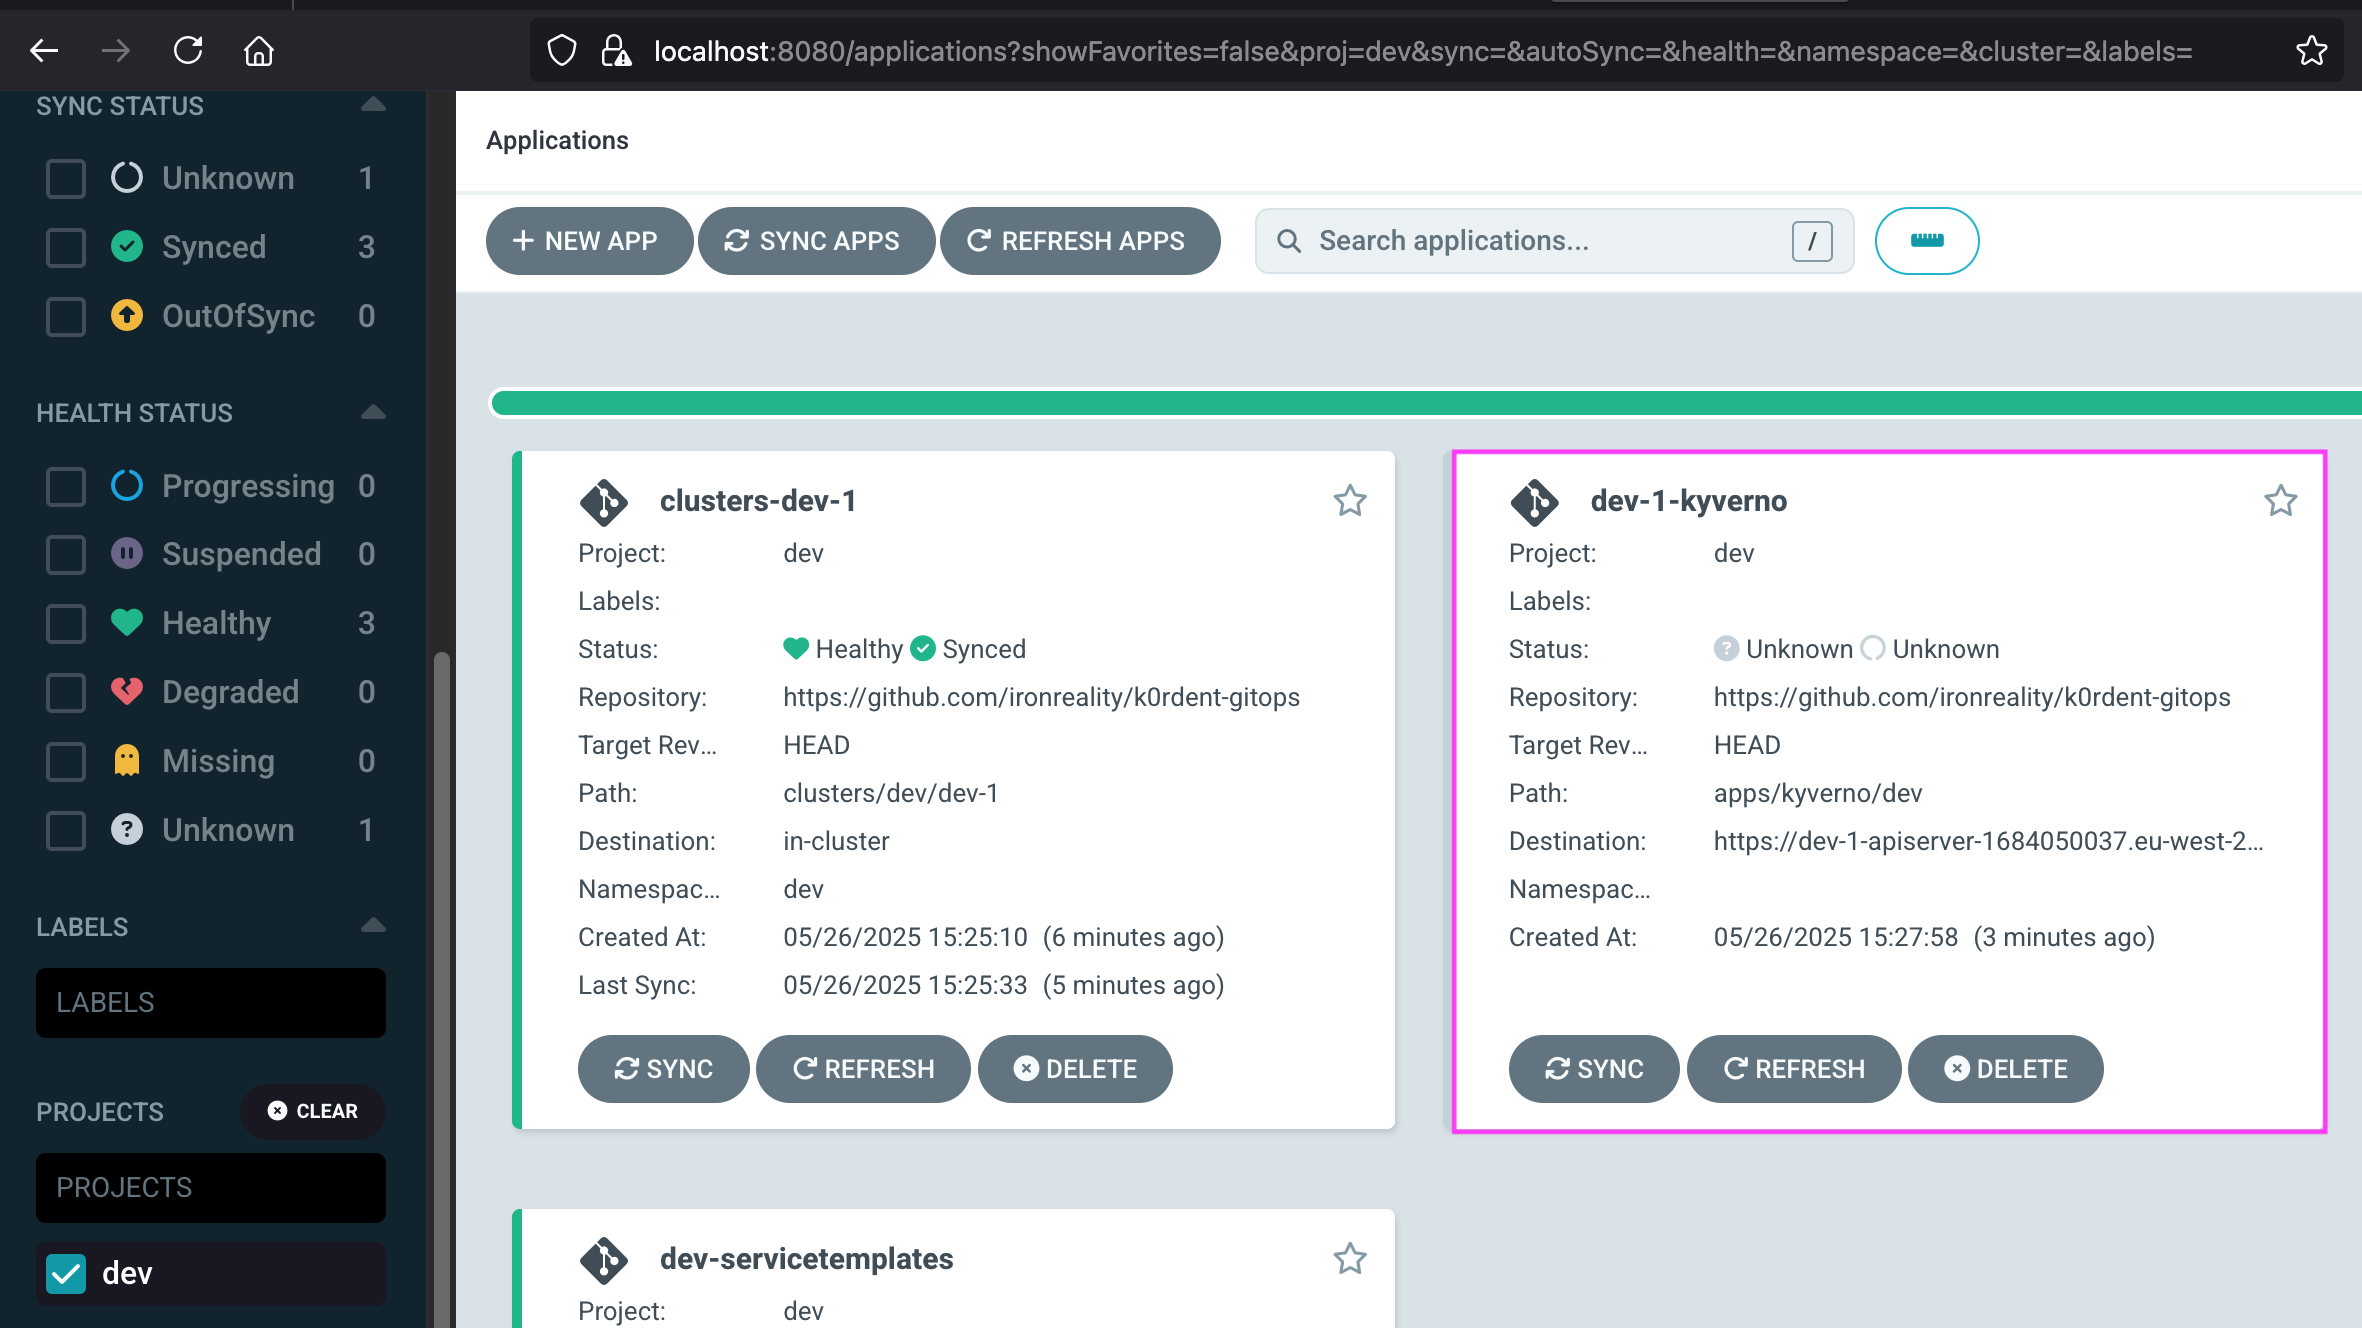 localhost:8080/applications?showFavorites=false&proj=dev&sync=&autoSync=&health=&namespace=&cluster=&labels=
SYNC STATUS
Unknown 1
Synced 3
OutOfSync 0
HEALTH STATUS
Progressing 0
Suspended 0
Healthy 3
Degraded 0
Missing 0
Unknown 1
LABELS
LABELS
PROJECTS CLEAR
PROJECTS
dev
Applications
NEW APP SYNC APPS REFRESH APPS Search applications... /
clusters-dev-1
Project: dev
Labels:
Status: Healthy Synced
Repository: https://github.com/ironreality/k0rdent-gitops
Target Rev... HEAD
Path: clusters/dev/dev-1
Destination: in-cluster
Namespac... dev
Created At: 05/26/2025 15:25:10 (6 minutes ago)
Last Sync: 05/26/2025 15:25:33 (5 minutes ago)
SYNC REFRESH DELETE
dev-1-kyverno
Project: dev
Labels:
Status: Unknown Unknown
Repository: https://github.com/ironreality/k0rdent-gitops
Target Rev... HEAD
Path: apps/kyverno/dev
Destination: https://dev-1-apiserver-1684050037.eu-west-2...
Namespac...
Created At: 05/26/2025 15:27:58 (3 minutes ago)
SYNC REFRESH DELETE
dev-servicetemplates
Project: dev